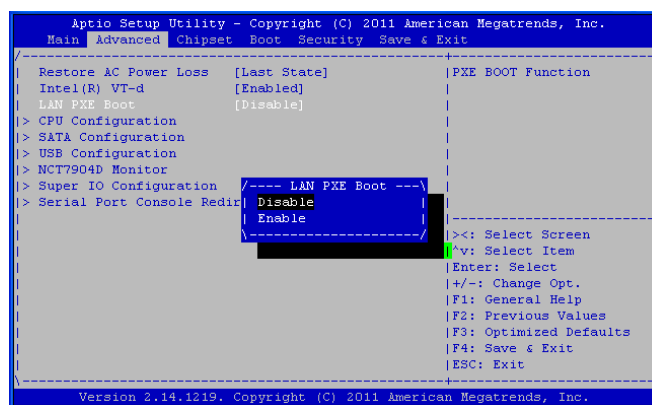 Aptio Setup Utility - Copyright (C) 2011 American Megatrends, Inc.
Main Advanced Chipset Boot Security Save & Exit
Restore AC Power Loss [Last State]
Intel(R) VT-d [Enabled]
LAN PXE Boot [Disable]
> CPU Configuration
> SATA Configuration
> USB Configuration
> NCT7904D Monitor
> Super IO Configuration
> Serial Port Console Redir
PXE BOOT Function
/---- LAN PXE Boot ---\
Disable
Enable
><: Select Screen
^v: Select Item
Enter: Select
+/-: Change Opt.
F1: General Help
F2: Previous Values
F3: Optimized Defaults
F4: Save & Exit
ESC: Exit
Version 2.14.1219. Copyright (C) 2011 American Megatrends, Inc.